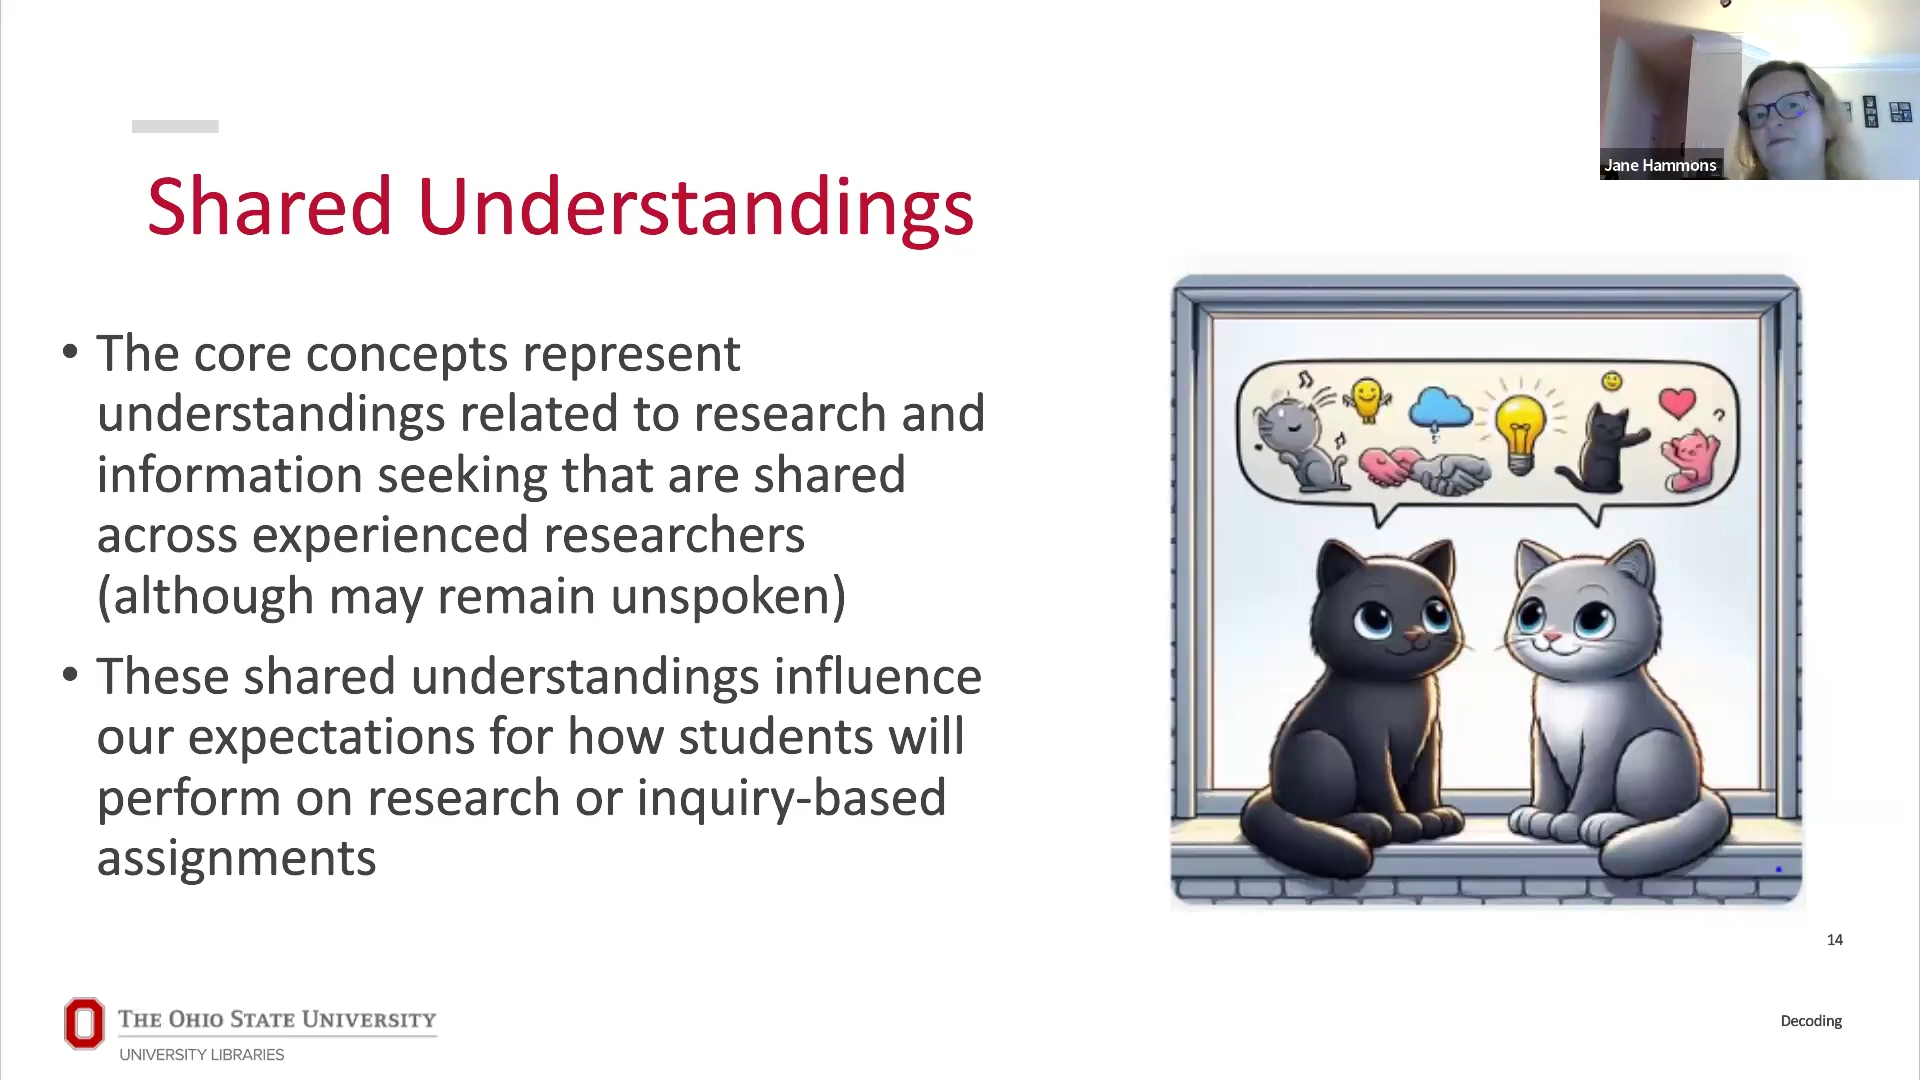 Jane Hammons
Shared Understandings
• The core concepts represent
understandings related to research and
information seeking that are shared
across experienced researchers
(although may remain unspoken)
• These shared understandings influence
our expectations for how students will
perform on research or inquiry-based
assignments
14
THE OHIO STATE UNIVERSITY
UNIVERSITY LIBRARIES
Decoding